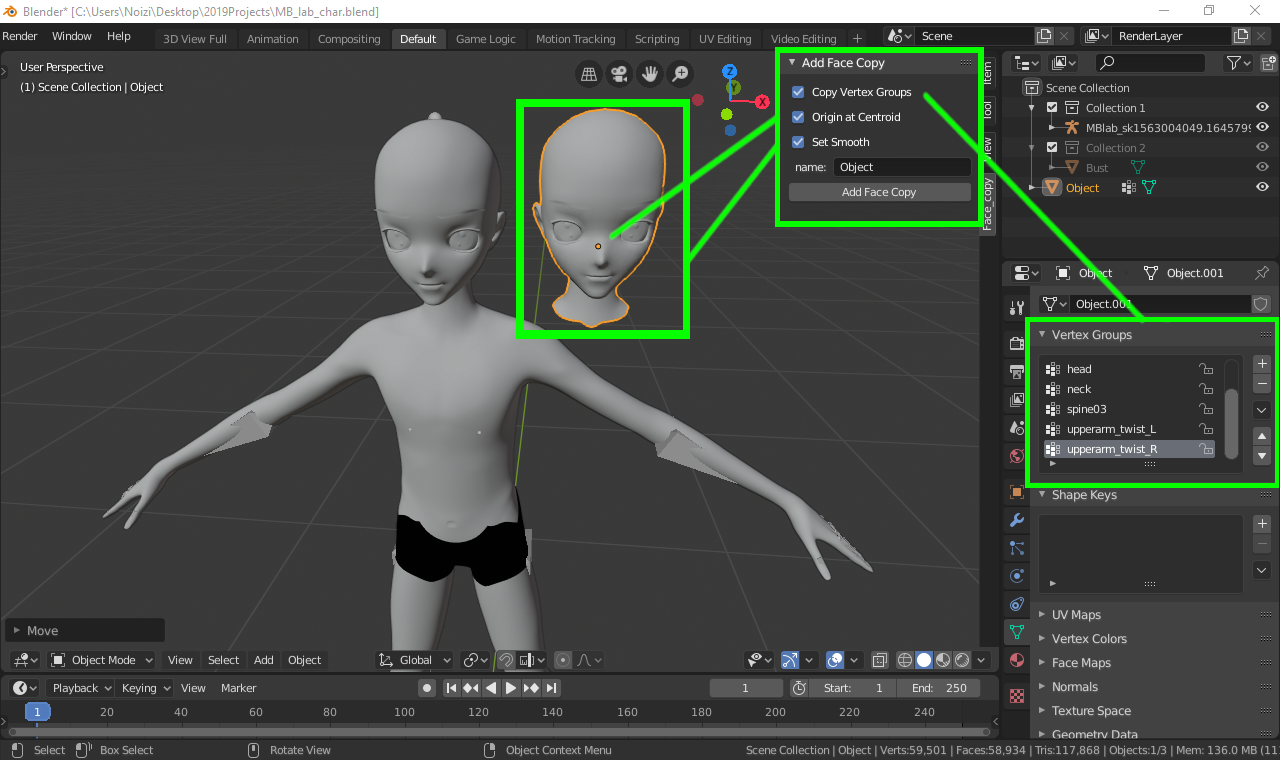 Blender* [C:\Users\Noizi\Desktop\2019Projects\MB_lab_char.blend]
Render Window Help 3D View Full Animation Compositing Default Game Logic Motion Tracking Scripting UV Editing Video Editing + Scene RenderLayer
User Perspective
(1) Scene Collection | Object
Z
Y
X
Add Face Copy
Copy Vertex Groups
Origin at Centroid
Set Smooth
name: Object
Add Face Copy
Item
Tool
View
Face_copy
Scene Collection
Collection 1
MBlab_sk1563004049.1645799
Collection 2
Bust
Object
Object Object.001
Object.001
Vertex Groups
head
neck
spine03
upperarm_twist_L
upperarm_twist_R
Shape Keys
UV Maps
Vertex Colors
Face Maps
Normals
Texture Space
Geometry Data
Move
Object Mode View Select Add Object Global
Playback Keying View Marker 1 Start: 1 End: 250
1 20 40 60 80 100 120 140 160 180 200 220 240
Select Box Select Rotate View Object Context Menu Scene Collection | Object | Verts:59,501 | Faces:58,934 | Tris:117,868 | Objects:1/3 | Mem: 136.0 MB